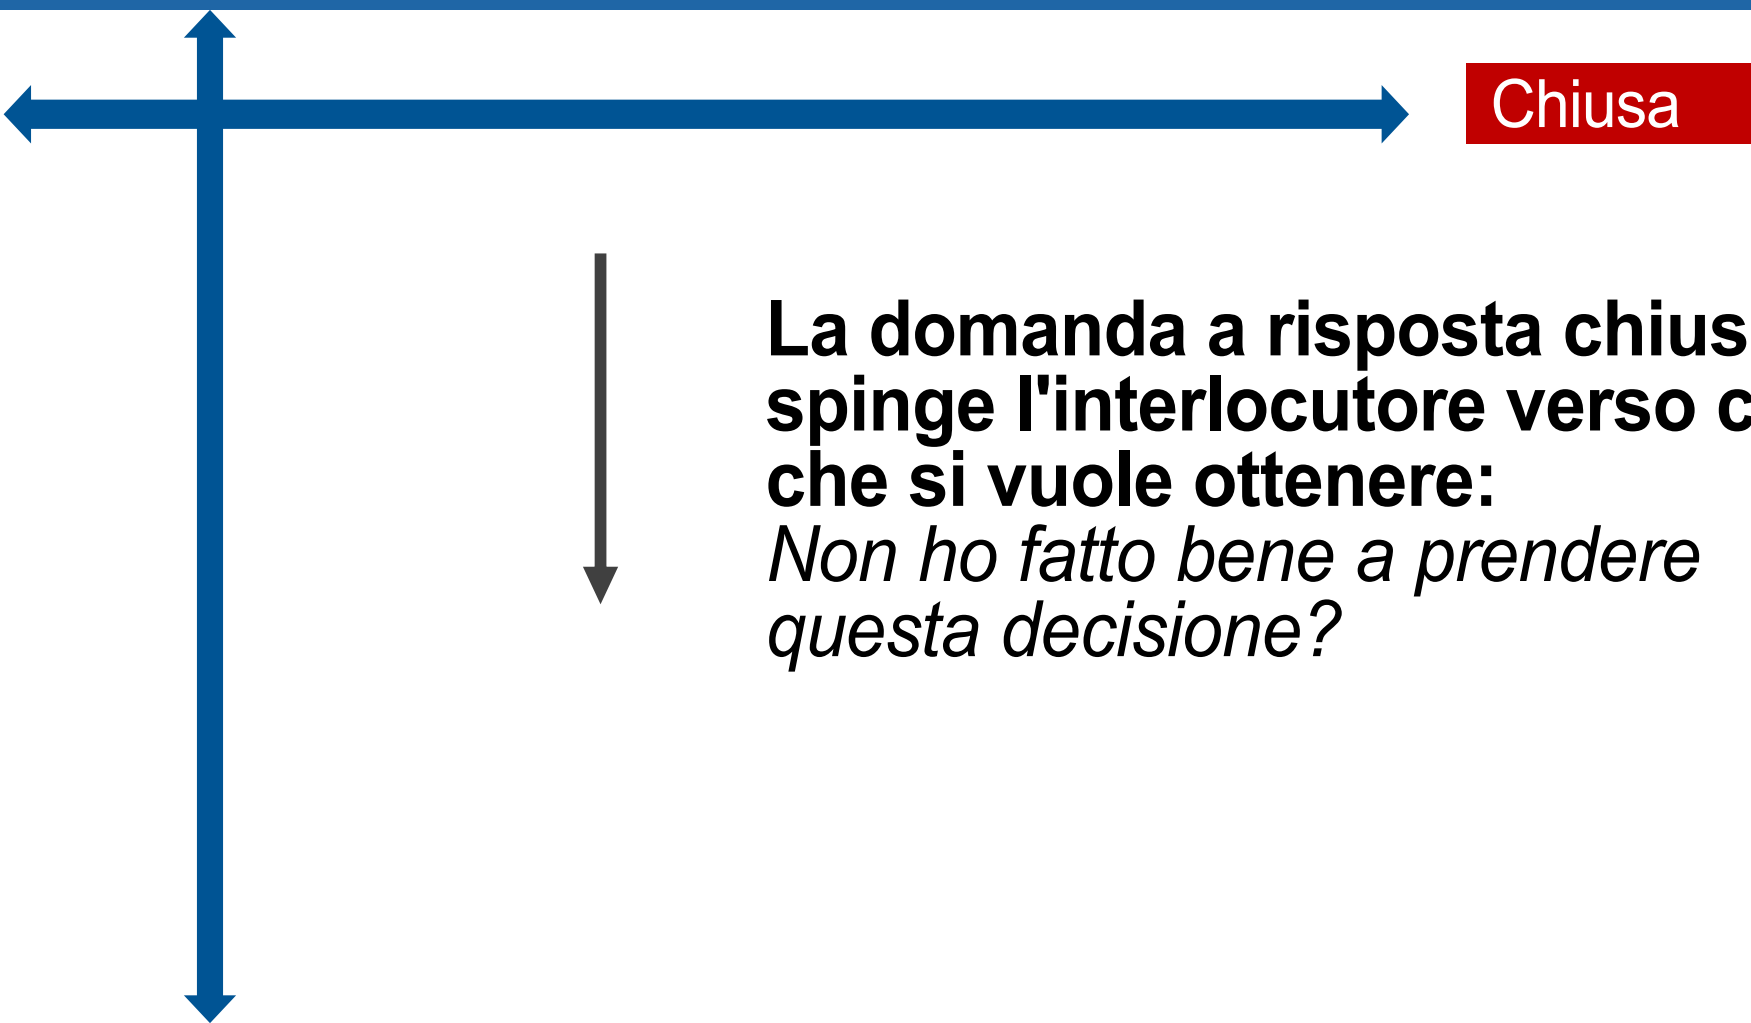 Chiusa
La domanda a risposta chius
spinge l'interlocutore verso c
che si vuole ottenere:
Non ho fatto bene a prendere
questa decisione?